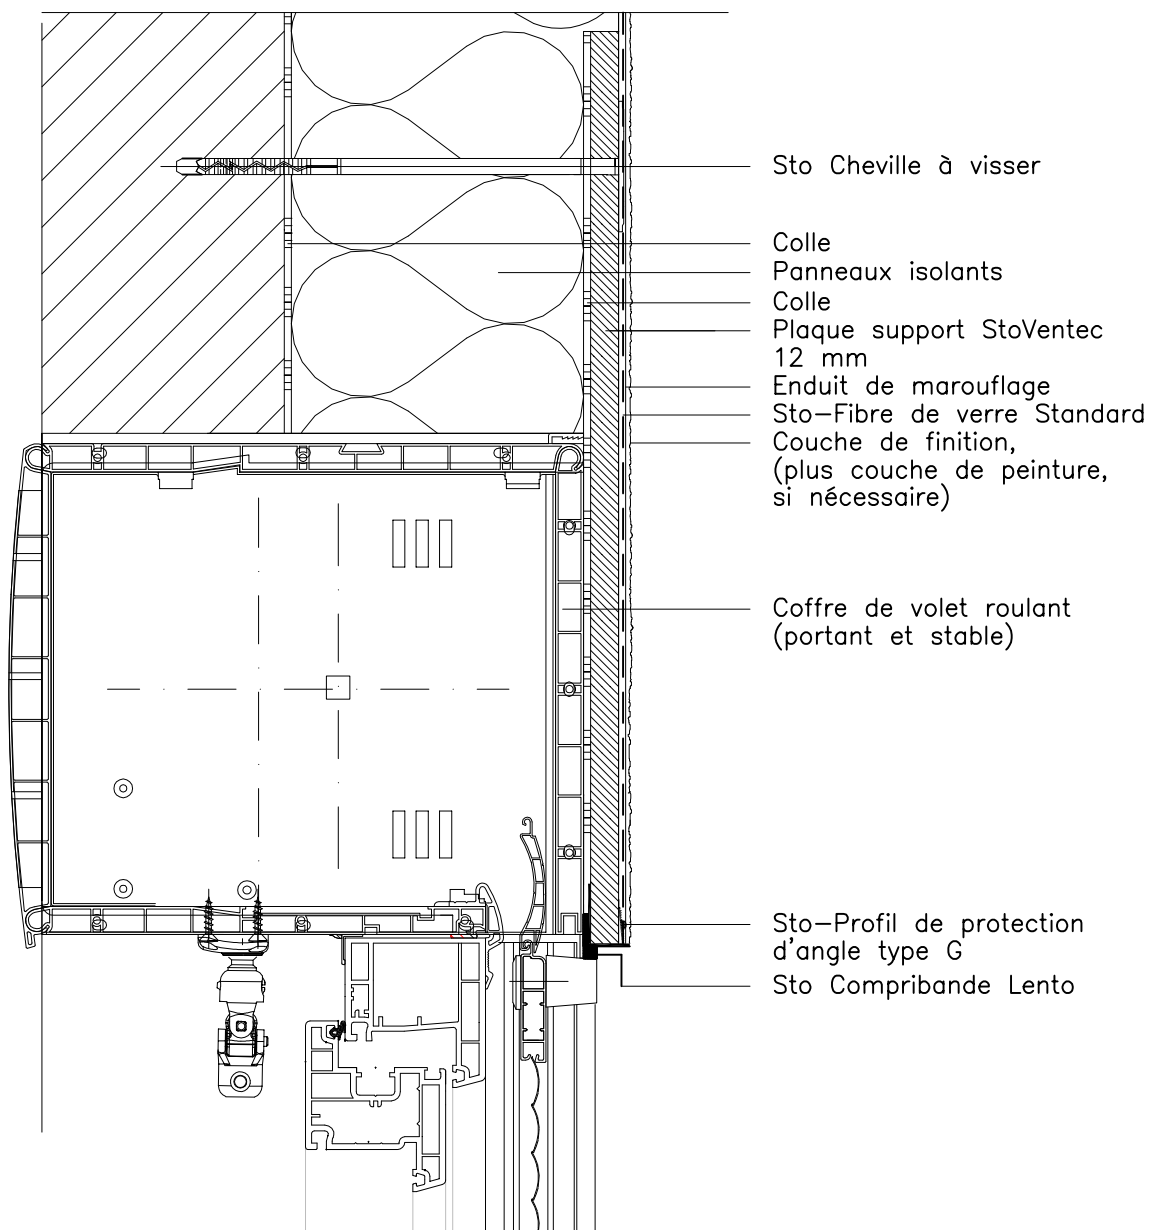 Sto Cheville à visser
Colle
Panneaux isolants
Colle
Plaque support StoVentec
12 mm
Enduit de marouflage
Sto-Fibre de verre Standard
Couche de finition,
(plus couche de peinture,
si nécessaire)
Coffre de volet roulant
(portant et stable)
Sto-Profil de protection
d'angle type G
Sto Compribande Lento